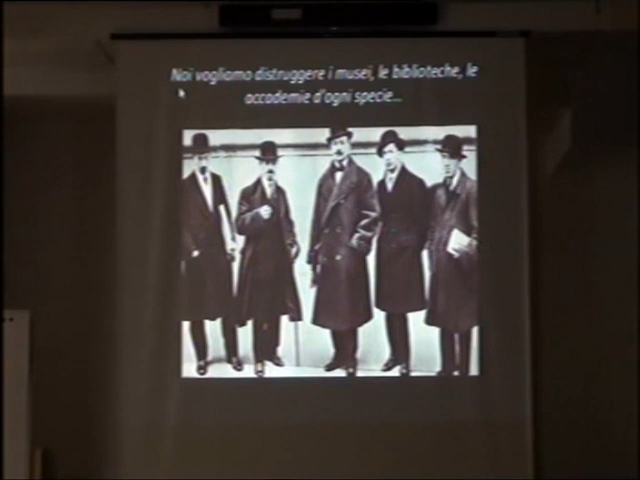 Noi vogliamo distruggere i musei, le biblioteche, le
accademie d'ogni specie...